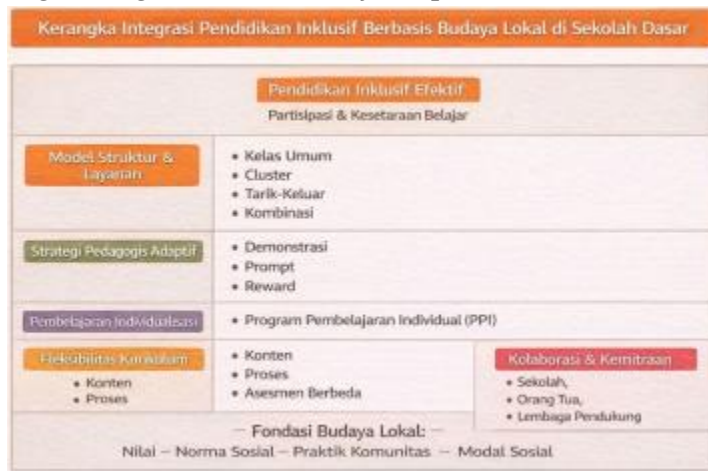 Kerangka Integrasi Pendidikan Inklusif Berbasis Budaya Lokal di Sekolah Dasar
Pendidikan Inklusif Efektif
Partisipasi & Kesetaraan Belajar
Model Struktur &
Layanan
• Kelas Umum
• Cluster
• Tarik-Keluar
• Kombinasi
Strategi Pedagogis Adaptif
• Demonstrasi
• Prompt
• Reward
Pembelajaran Individualisasi
• Program Pembelajaran Individual (PPI)
Fleksibilitas Kurikulum
• Konten
• Proses
• Konten
• Proses
• Asesmen Berbeda
Kolaborasi & Kemitraan
• Sekolah,
• Orang Tua,
• Lembaga Pendukung
— Fondasi Budaya Lokal: —
Nilai — Norma Sosial — Praktik Komunitas — Modal Sosial